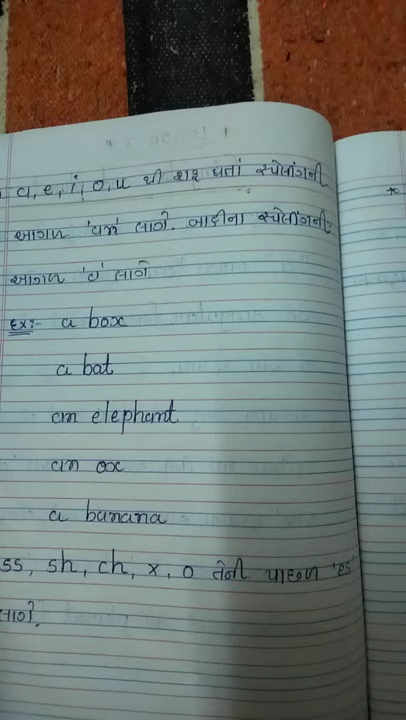 a, e, i, o, u થી શરૂ થતાં સ્પેલીંગની
આગળ 'an' લાગે. બાકીના સ્પેલીંગની
આગળ 'a' લાગે
Ex:- a box
a bat
an elephant
an ox
a banana
ss, sh, ch, x, o તેની પાછળ 'es'
લાગે.